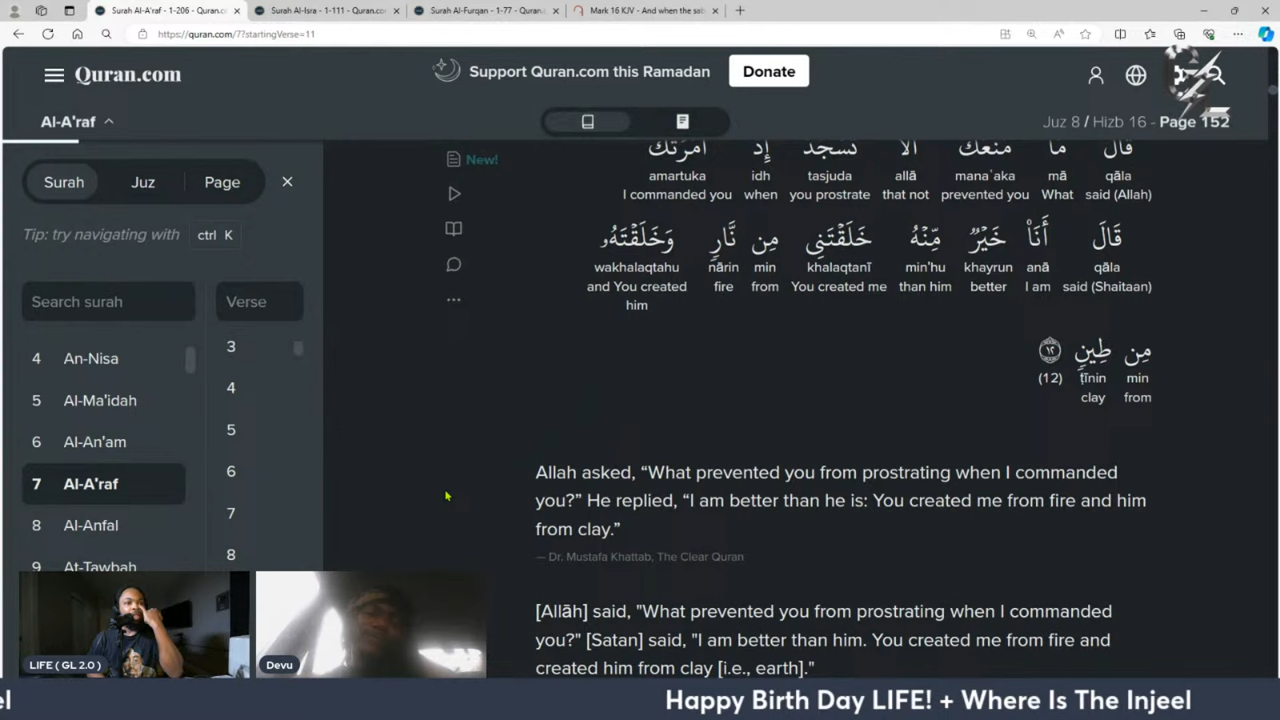 Surah Al-A'raf - 1-206 - Quran.c
Surah Al-Isra - 1-111 - Quran.co
Surah Al-Furqan - 1-77 - Quran.
Mark 16 KJV - And when the sa
https://quran.com/7?startingVerse=11
Quran.com
Support Quran.com this Ramadan
Donate
Al-A'raf
Juz 8 / Hizb 16 - Page 152
Surah Juz Page
Tip: try navigating with ctrl K
Search surah
Verse
4 An-Nisa
5 Al-Ma'idah
6 Al-An'am
7 Al-A'raf
8 Al-Anfal
9 At-Tawbah
3
4
5
6
7
8
New!
قَالَ مَا مَنَعَكَ أَلَّا تَسْجُدَ إِذْ أَمَرْتُكَ
amartuka idh tasjuda allā manaʿaka mā qāla
I commanded you when you prostrate that not prevented you What said (Allah)
قَالَ أَنَا۠ خَيْرٌۭ مِّنْهُ خَلَقْتَنِى مِن نَّارٍۢ وَخَلَقْتَهُۥ
wakhalaqtahu nārin min khalaqtanī min'hu khayrun anā qāla
and You created him fire from You created me than him better I am said (Shaitaan)
مِن طِينٍۢ ١٢
(12) ṭīnin min
clay from
Allah asked, “What prevented you from prostrating when I commanded
you?” He replied, “I am better than he is: You created me from fire and him
from clay.”
— Dr. Mustafa Khattab, The Clear Quran
[Allāh] said, "What prevented you from prostrating when I commanded
you?" [Satan] said, "I am better than him. You created me from fire and
created him from clay [i.e., earth]."
LIFE ( GL 2.0 )
Devu
el
Happy Birth Day LIFE! + Where Is The Injeel